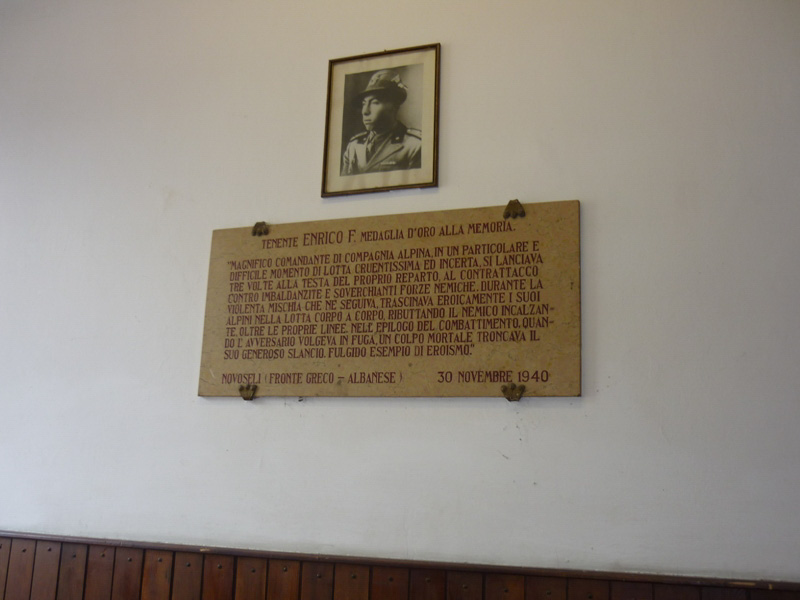 TENENTE ENRICO F. MEDAGLIA D'ORO ALLA MEMORIA.
"MAGNIFICO COMANDANTE DI COMPAGNIA ALPINA, IN UN PARTICOLARE E
DIFFICILE MOMENTO DI LOTTA CRUENTISSIMA ED INCERTA, SI LANCIAVA
TRE VOLTE ALLA TESTA DEL PROPRIO REPARTO, AL CONTRATTACCO
CONTRO IMBALDANZITE E SOVERCHIANTI FORZE NEMICHE. DURANTE LA
VIOLENTA MISCHIA CHE NE SEGUIVA, TRASCINAVA EROICAMENTE I SUOI
ALPINI NELLA LOTTA CORPO A CORPO, RIBUTTANDO IL NEMICO INCALZAN-
TE, OLTRE LE PROPRIE LINEE. NELL'EPILOGO DEL COMBATTIMENTO, QUAN-
DO L'AVVERSARIO VOLGEVA IN FUGA, UN COLPO MORTALE TRONCAVA IL
SUO GENEROSO SLANCIO. FULGIDO ESEMPIO DI EROISMO."
NOVOSELI (FRONTE GRECO - ALBANESE) 30 NOVEMBRE 1940